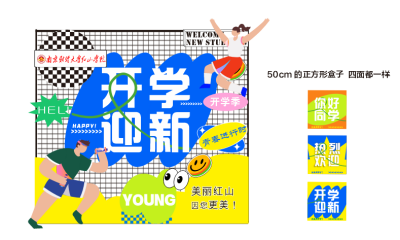 WELCOME
NEW STU
南京财经大学红山学院
开学
迎新
HELL
HAPPY!
开学季
青春进行时
YOUNG
美丽红山
因您更美！
50cm 的正方形盒子 四面都一样
你好
同学
热烈
欢迎
开学
迎新